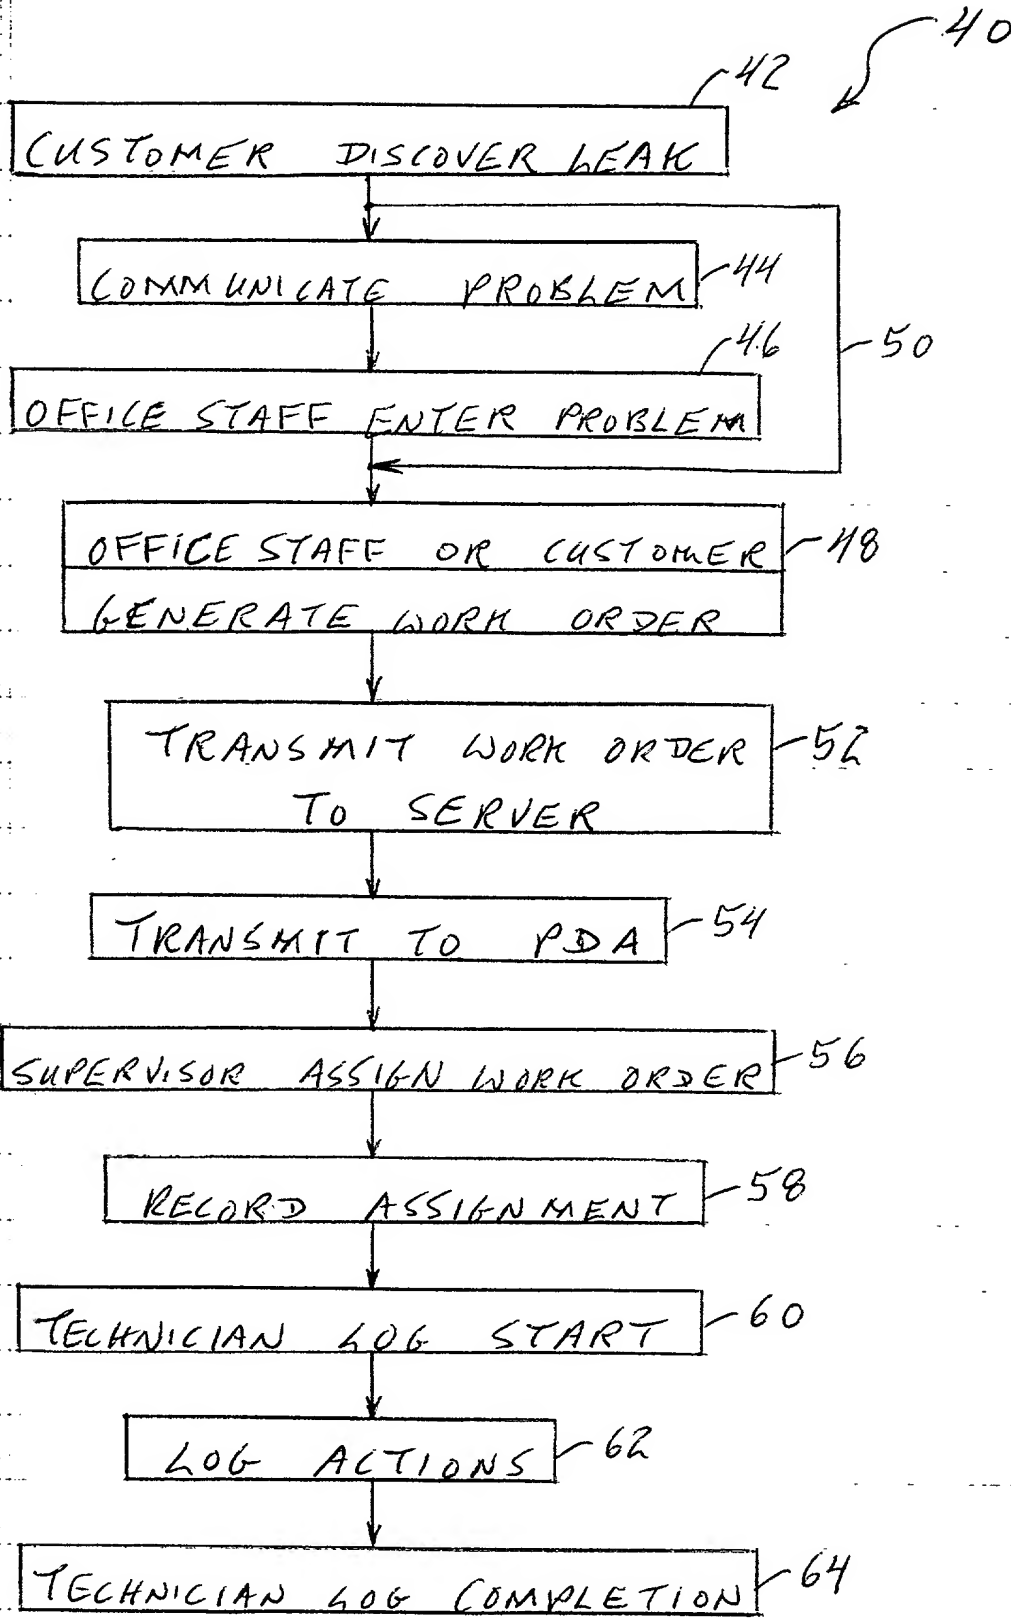 40
42
CUSTOMER DISCOVER LEAK
COMMUNICATE PROBLEM
44
46
50
OFFICE STAFF ENTER PROBLEM
OFFICE STAFF OR CUSTOMER
48
GENERATE WORK ORDER
TRANSMIT WORK ORDER
52
TO SERVER
TRANSMIT TO PDA
54
SUPERVISOR ASSIGN WORK ORDER
56
RECORD ASSIGNMENT
58
TECHNICIAN LOG START
60
LOG ACTIONS
62
TECHNICIAN LOG COMPLETION
64